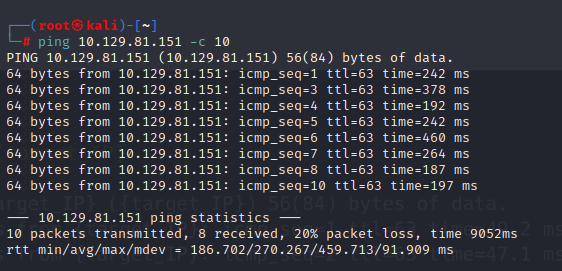 ┌──(root㉿kali)-[~]
└─# ping 10.129.81.151 -c 10
PING 10.129.81.151 (10.129.81.151) 56(84) bytes of data.
64 bytes from 10.129.81.151: icmp_seq=1 ttl=63 time=242 ms
64 bytes from 10.129.81.151: icmp_seq=3 ttl=63 time=378 ms
64 bytes from 10.129.81.151: icmp_seq=4 ttl=63 time=192 ms
64 bytes from 10.129.81.151: icmp_seq=5 ttl=63 time=242 ms
64 bytes from 10.129.81.151: icmp_seq=6 ttl=63 time=460 ms
64 bytes from 10.129.81.151: icmp_seq=7 ttl=63 time=264 ms
64 bytes from 10.129.81.151: icmp_seq=8 ttl=63 time=187 ms
64 bytes from 10.129.81.151: icmp_seq=10 ttl=63 time=197 ms
arget_IP} ({target_IP}) 56(84) bytes of data.
--- 10.129.81.151 ping statistics ---
10 packets transmitted, 8 received, 20% packet loss, time 9052ms
rtt min/avg/max/mdev = 186.702/270.267/459.713/91.909 ms